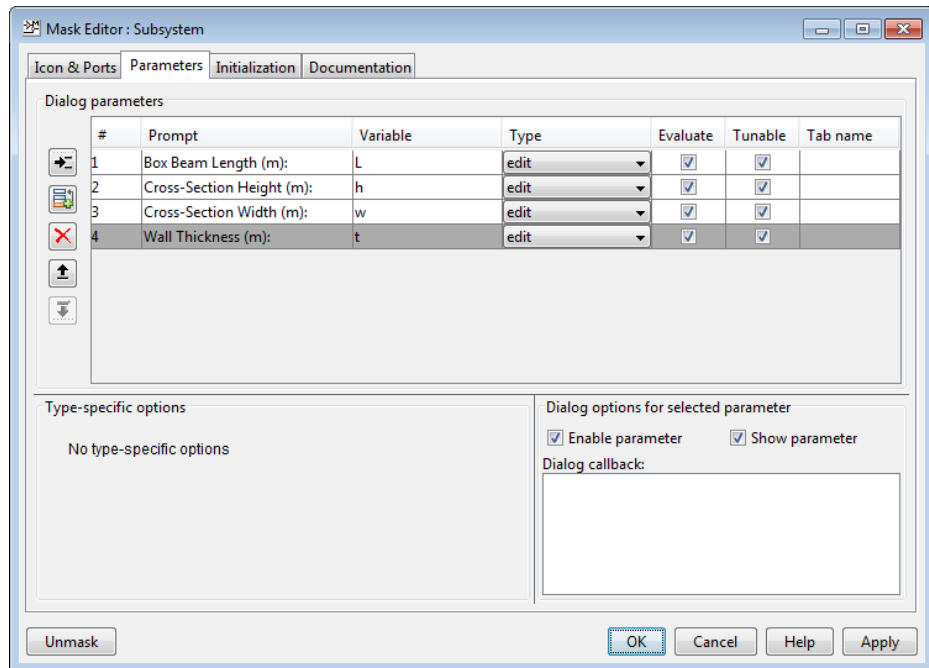 Mask Editor : Subsystem
Icon & Ports Parameters Initialization Documentation
Dialog parameters
# Prompt Variable Type Evaluate Tunable Tab name
1 Box Beam Length (m): L edit
2 Cross-Section Height (m): h edit
3 Cross-Section Width (m): w edit
4 Wall Thickness (m): t edit
Type-specific options
No type-specific options
Dialog options for selected parameter
Enable parameter Show parameter
Dialog callback:
Unmask OK Cancel Help Apply